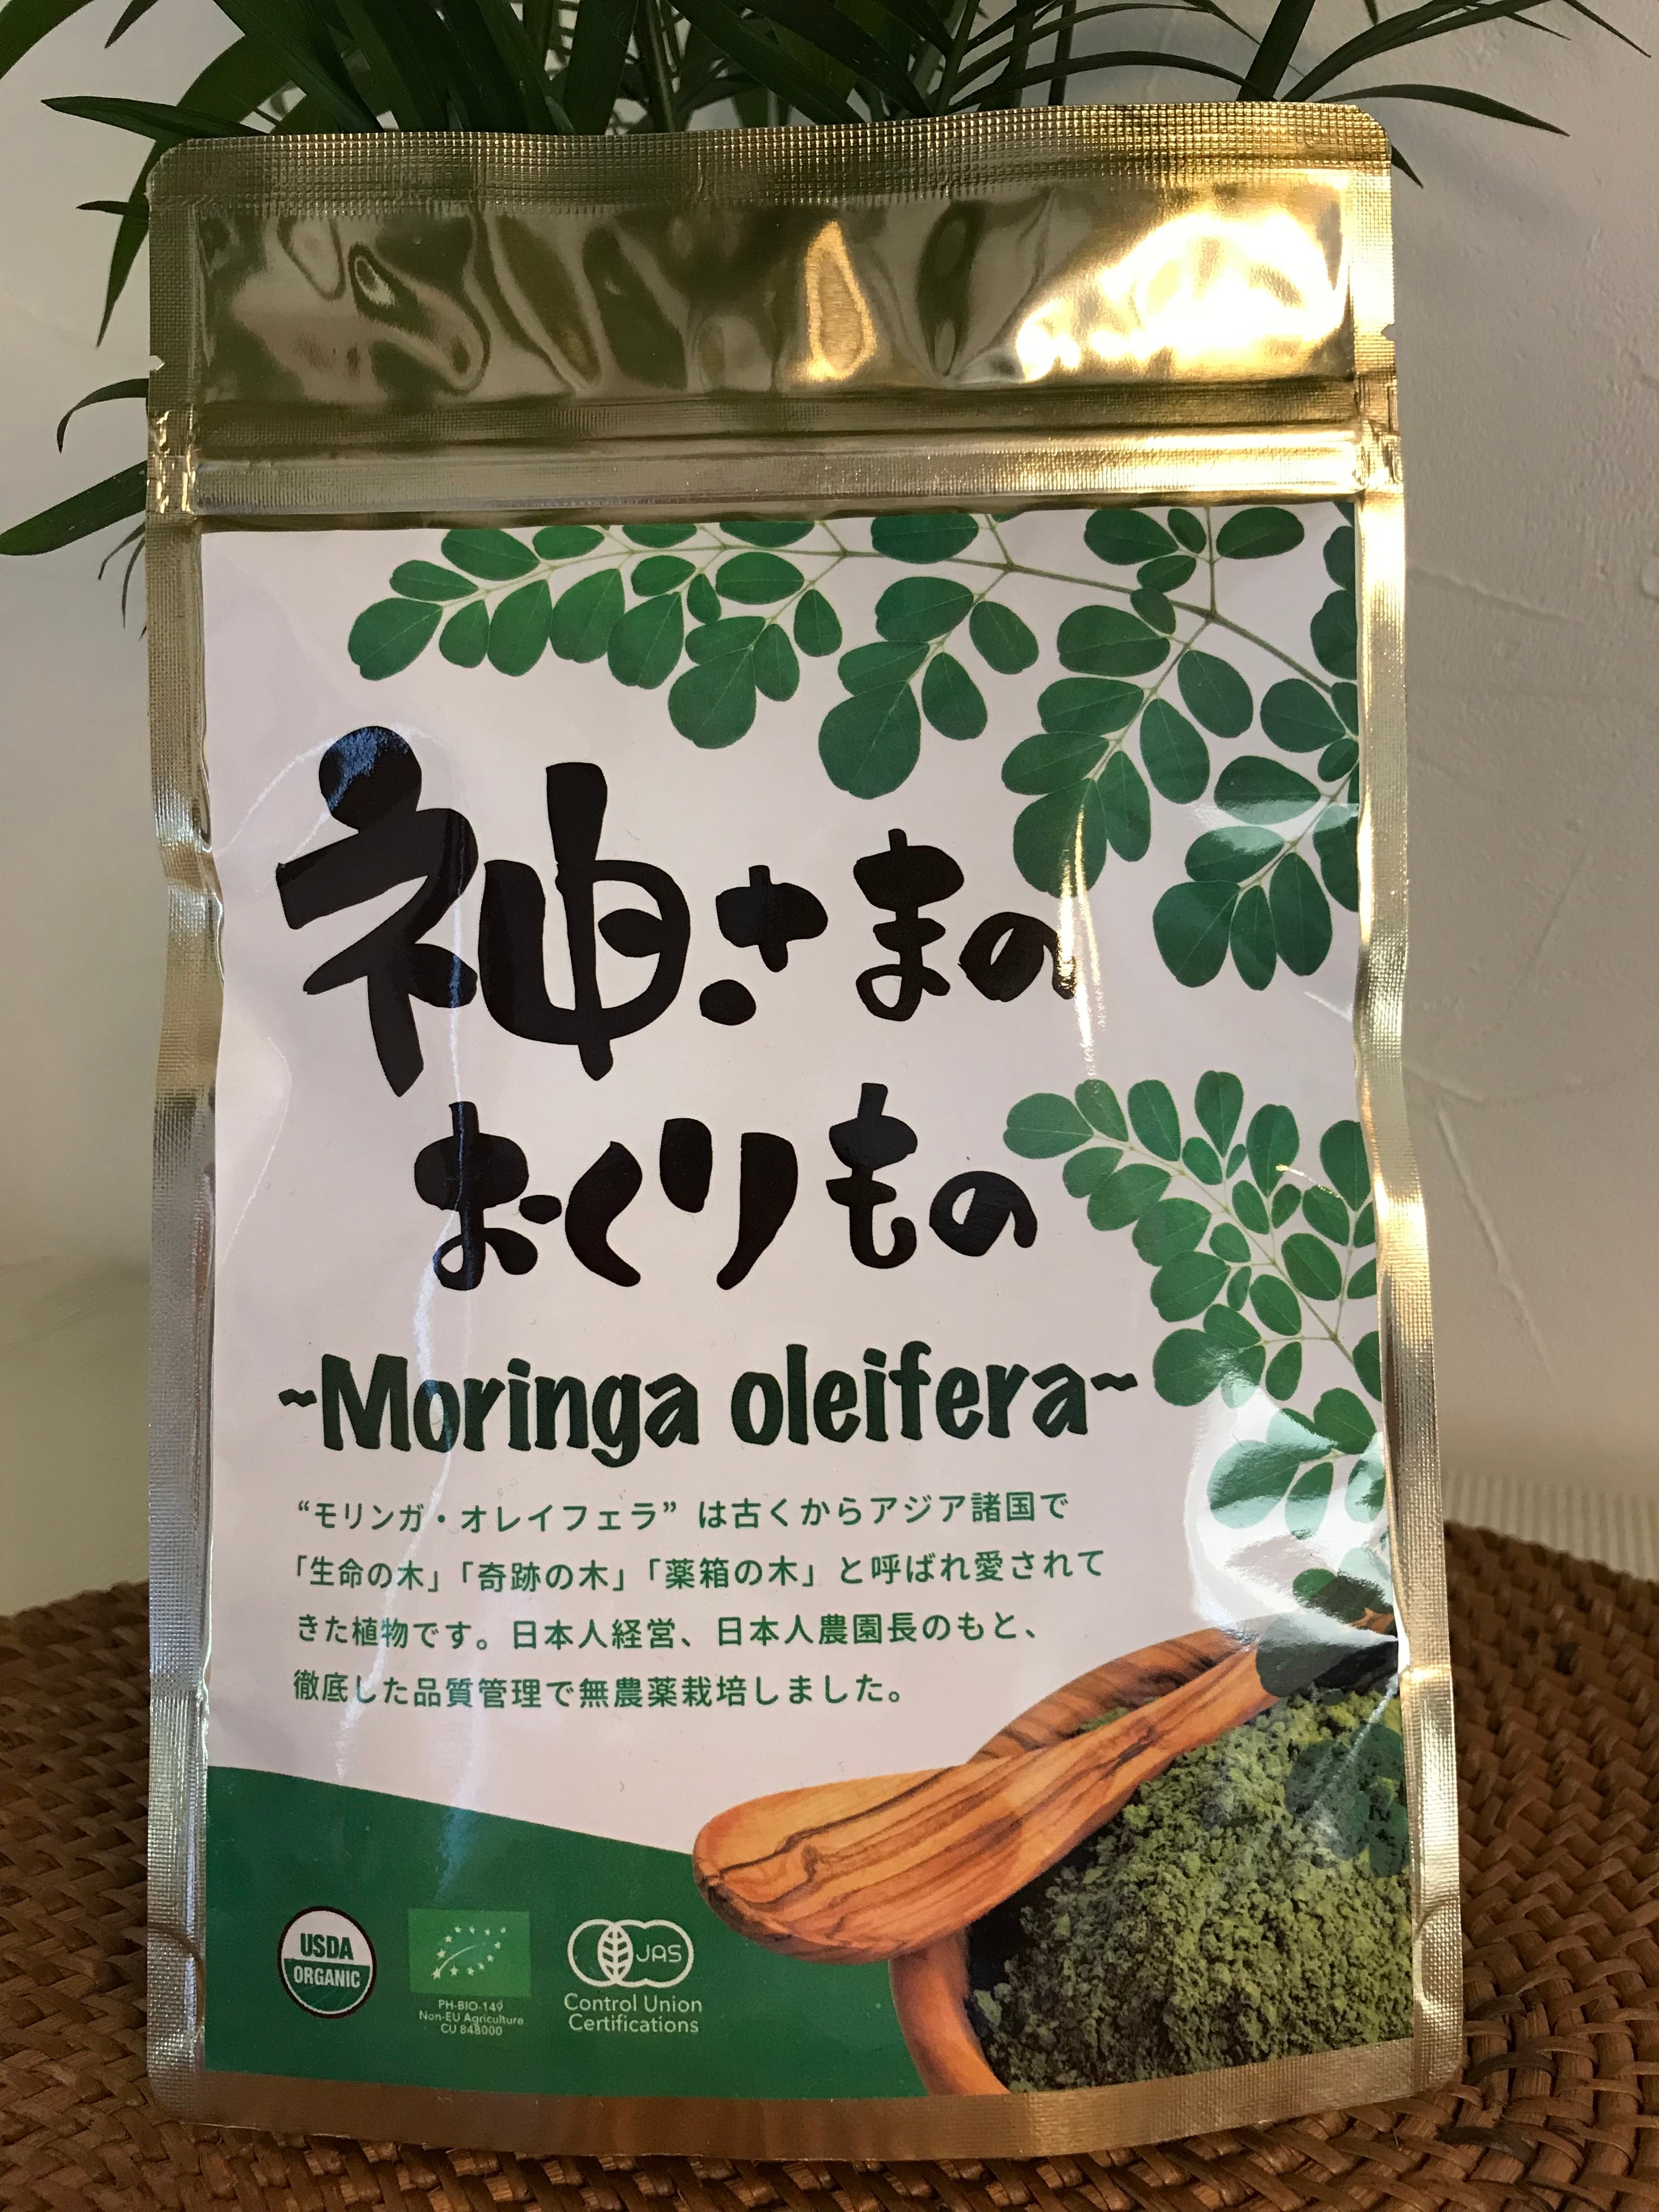 神さまの
おくりもの
~Moringa oleifera~
“モリンガ・オレイフェラ”は古くからアジア諸国で
「生命の木」「奇跡の木」「薬箱の木」と呼ばれ愛されて
きた植物です。日本人経営、日本人農園長のもと、
徹底した品質管理で無農薬栽培しました。
USDA
ORGANIC
PH-BIO-149
Non-EU Agriculture
CU 848000
JAS
Control Union
Certifications